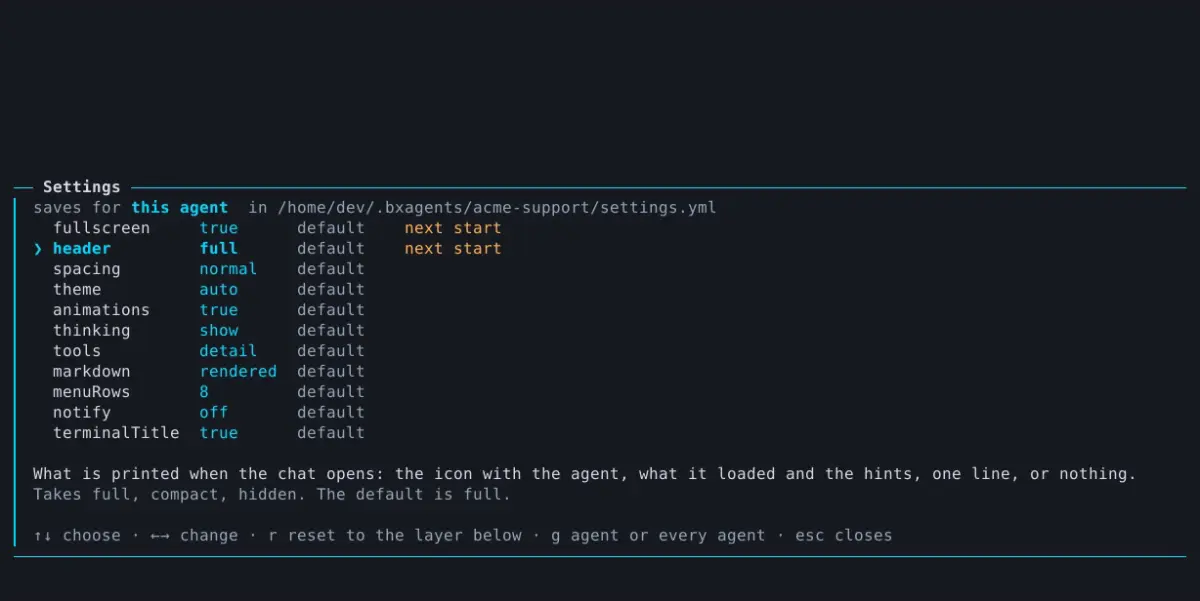 Settings
saves for this agent  in /home/dev/.bxagents/acme-support/settings.yml
fullscreen     true      default    next start
❯ header         full      default    next start
spacing        normal    default
theme          auto      default
animations     true      default
thinking       show      default
tools          detail    default
markdown       rendered  default
menuRows       8         default
notify         off       default
terminalTitle  true      default
What is printed when the chat opens: the icon with the agent, what it loaded and the hints, one line, or nothing.
Takes full, compact, hidden. The default is full.
↑↓ choose · ←→ change · r reset to the layer below · g agent or every agent · esc closes